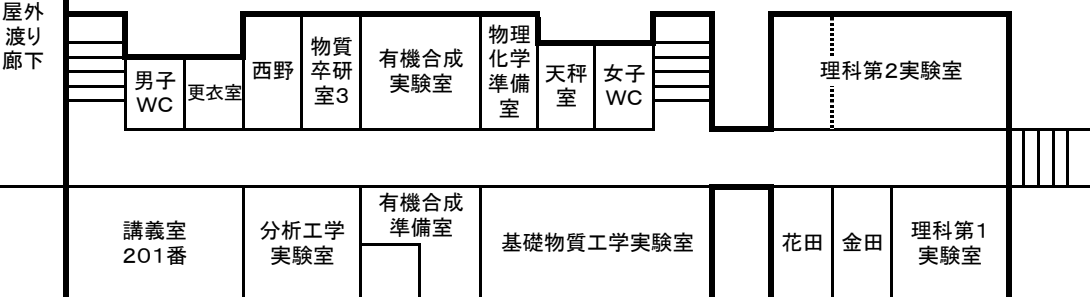 屋外
渡り
廊下
男子
WC
更衣室
西野
物質
卒研
室3
有機合成
実験室
物理
化学
準備
室
天秤
室
女子
WC
理科第2実験室
講義室
201番
分析工学
実験室
有機合成
準備室
基礎物質工学実験室
花田
金田
理科第1
実験室